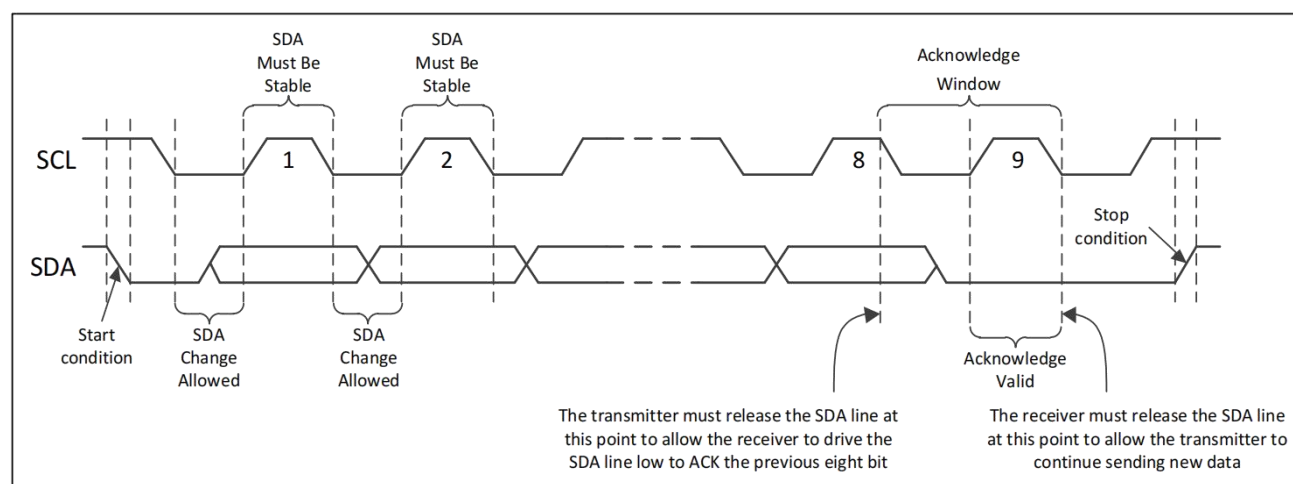 SDA
Must Be
Stable
SDA
Must Be
Stable
Acknowledge
Window
SCL
1
2
8
9
SDA
Stop
condition
Start
condition
SDA
Change
Allowed
SDA
Change
Allowed
Acknowledge
Valid
The transmitter must release the SDA line at
this point to allow the receiver to drive the
SDA line low to ACK the previous eight bit
The receiver must release the SDA line
at this point to allow the transmitter to
continue sending new data